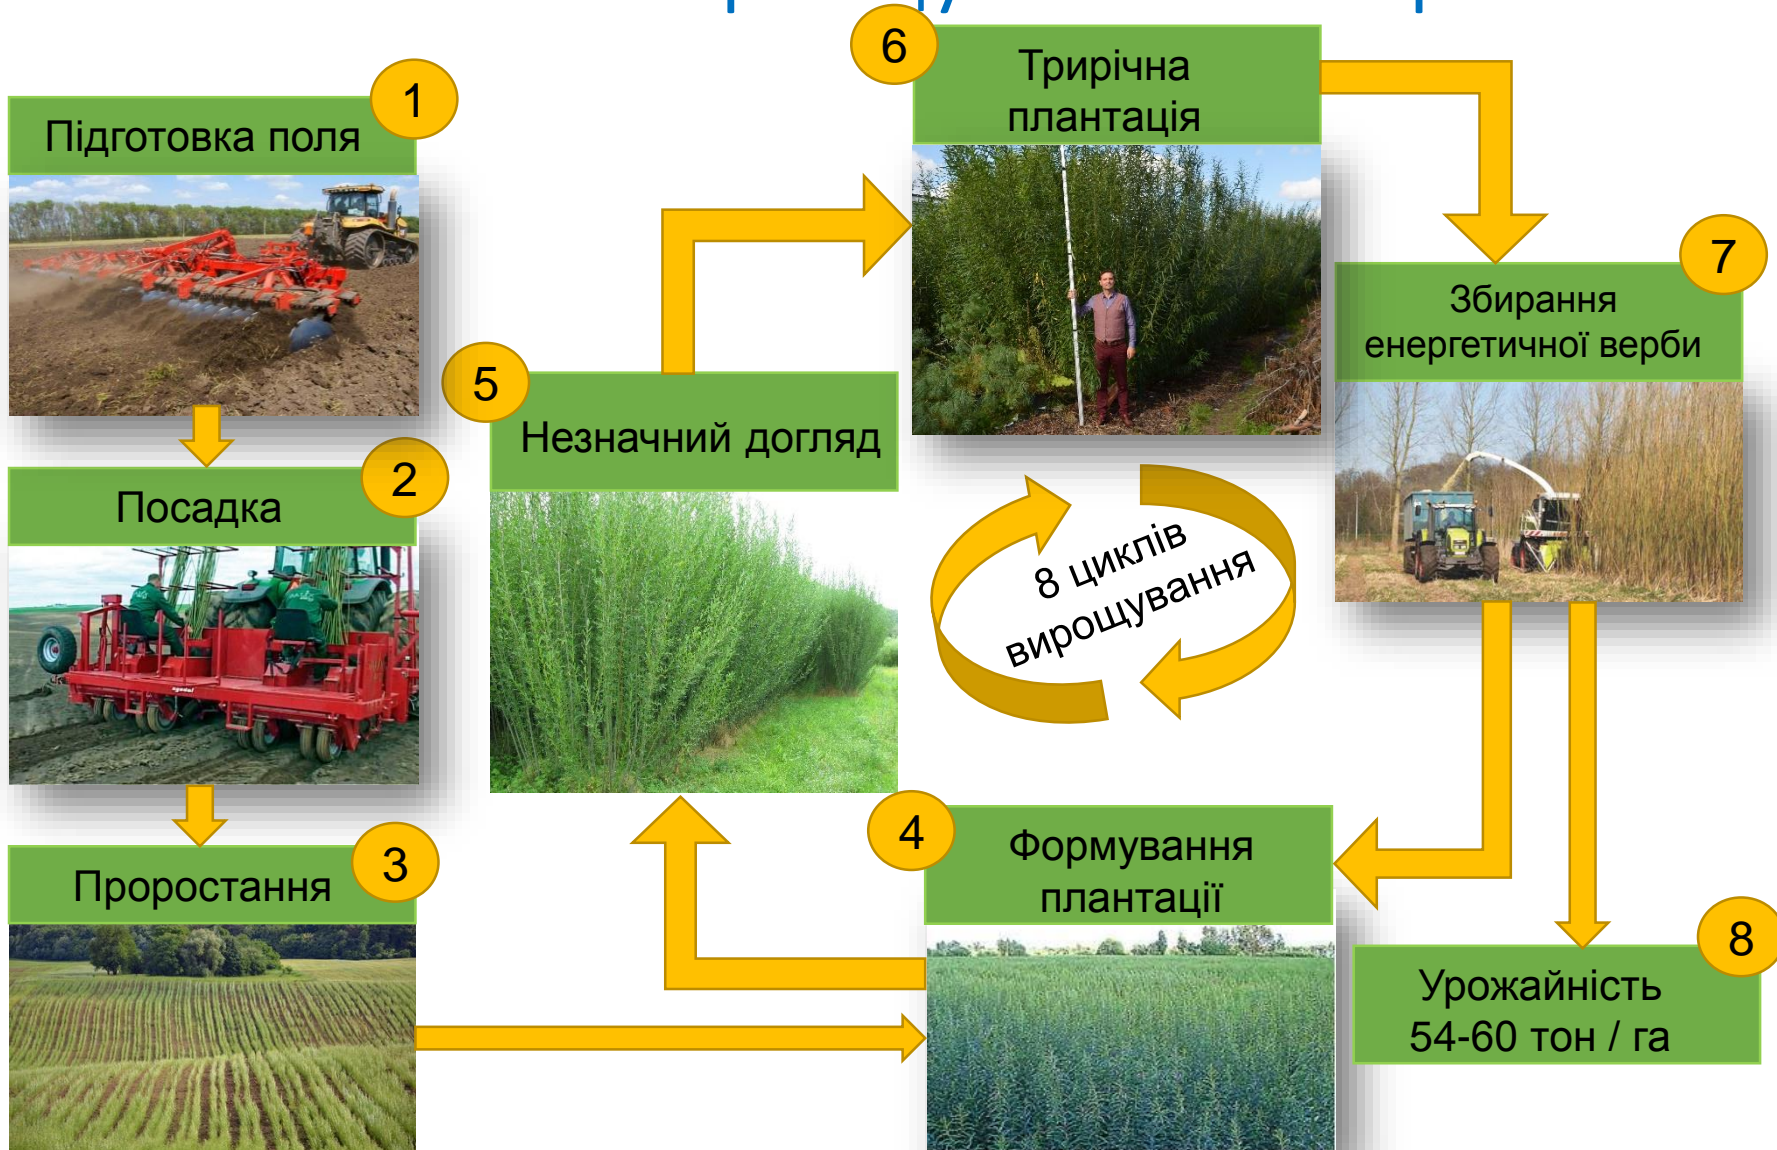 1
Підготовка поля
2
Посадка
3
Проростання
4
Формування
плантації
5
Незначний догляд
6
Трирічна
плантація
7
Збирання
енергетичної верби
8 циклів
вирощування
8
Урожайність
54-60 тон / га